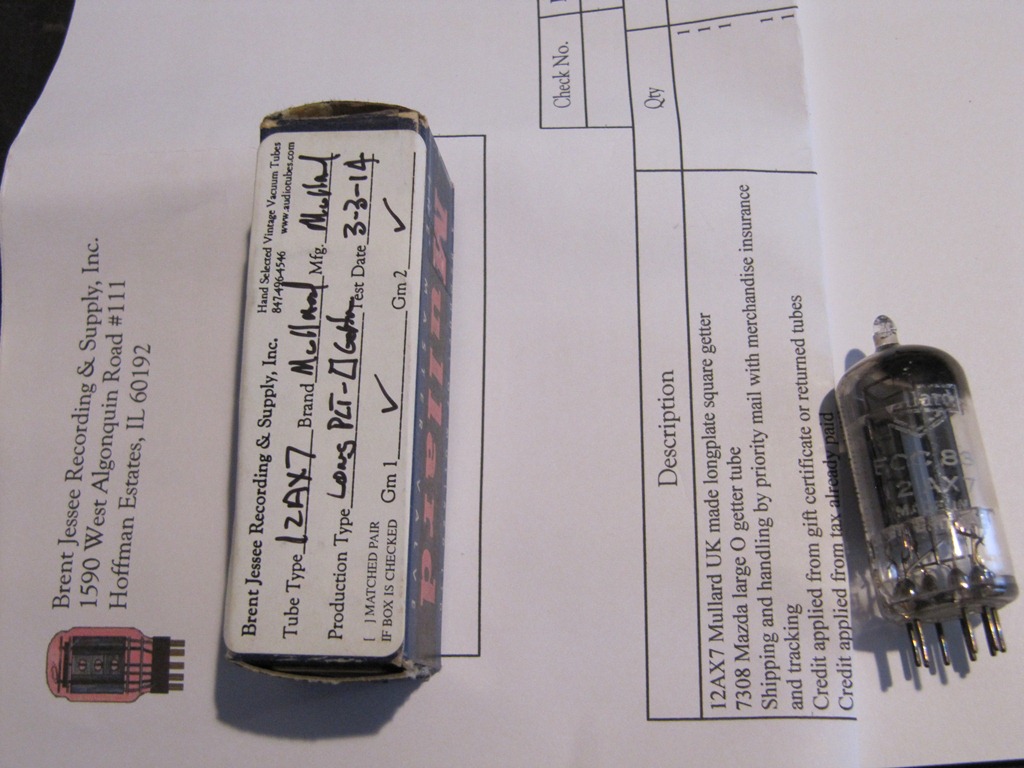 Brent Jessee Recording & Supply, Inc.
1590 West Algonquin Road #111
Hoffman Estates, IL 60192
Brent Jessee Recording & Supply, Inc.
Hand Selected Vintage Vacuum Tubes
847-496-4546 www.audiotubes.com
Tube Type 12AX7 Brand Mullard Mfg. Mullard
Production Type Long PLT - Test Date 3-3-14
[ ] MATCHED PAIR
IF BOX IS CHECKED Gm 1 ✓ Gm 2 ✓
Check No.
Description Qty
12AX7 Mullard UK made longplate square getter 1
7308 Mazda large O getter tube 1
Shipping and handling by priority mail with merchandise insurance 1
and tracking
Credit applied from gift certificate or returned tubes
Credit applied from tax already paid
12AX7